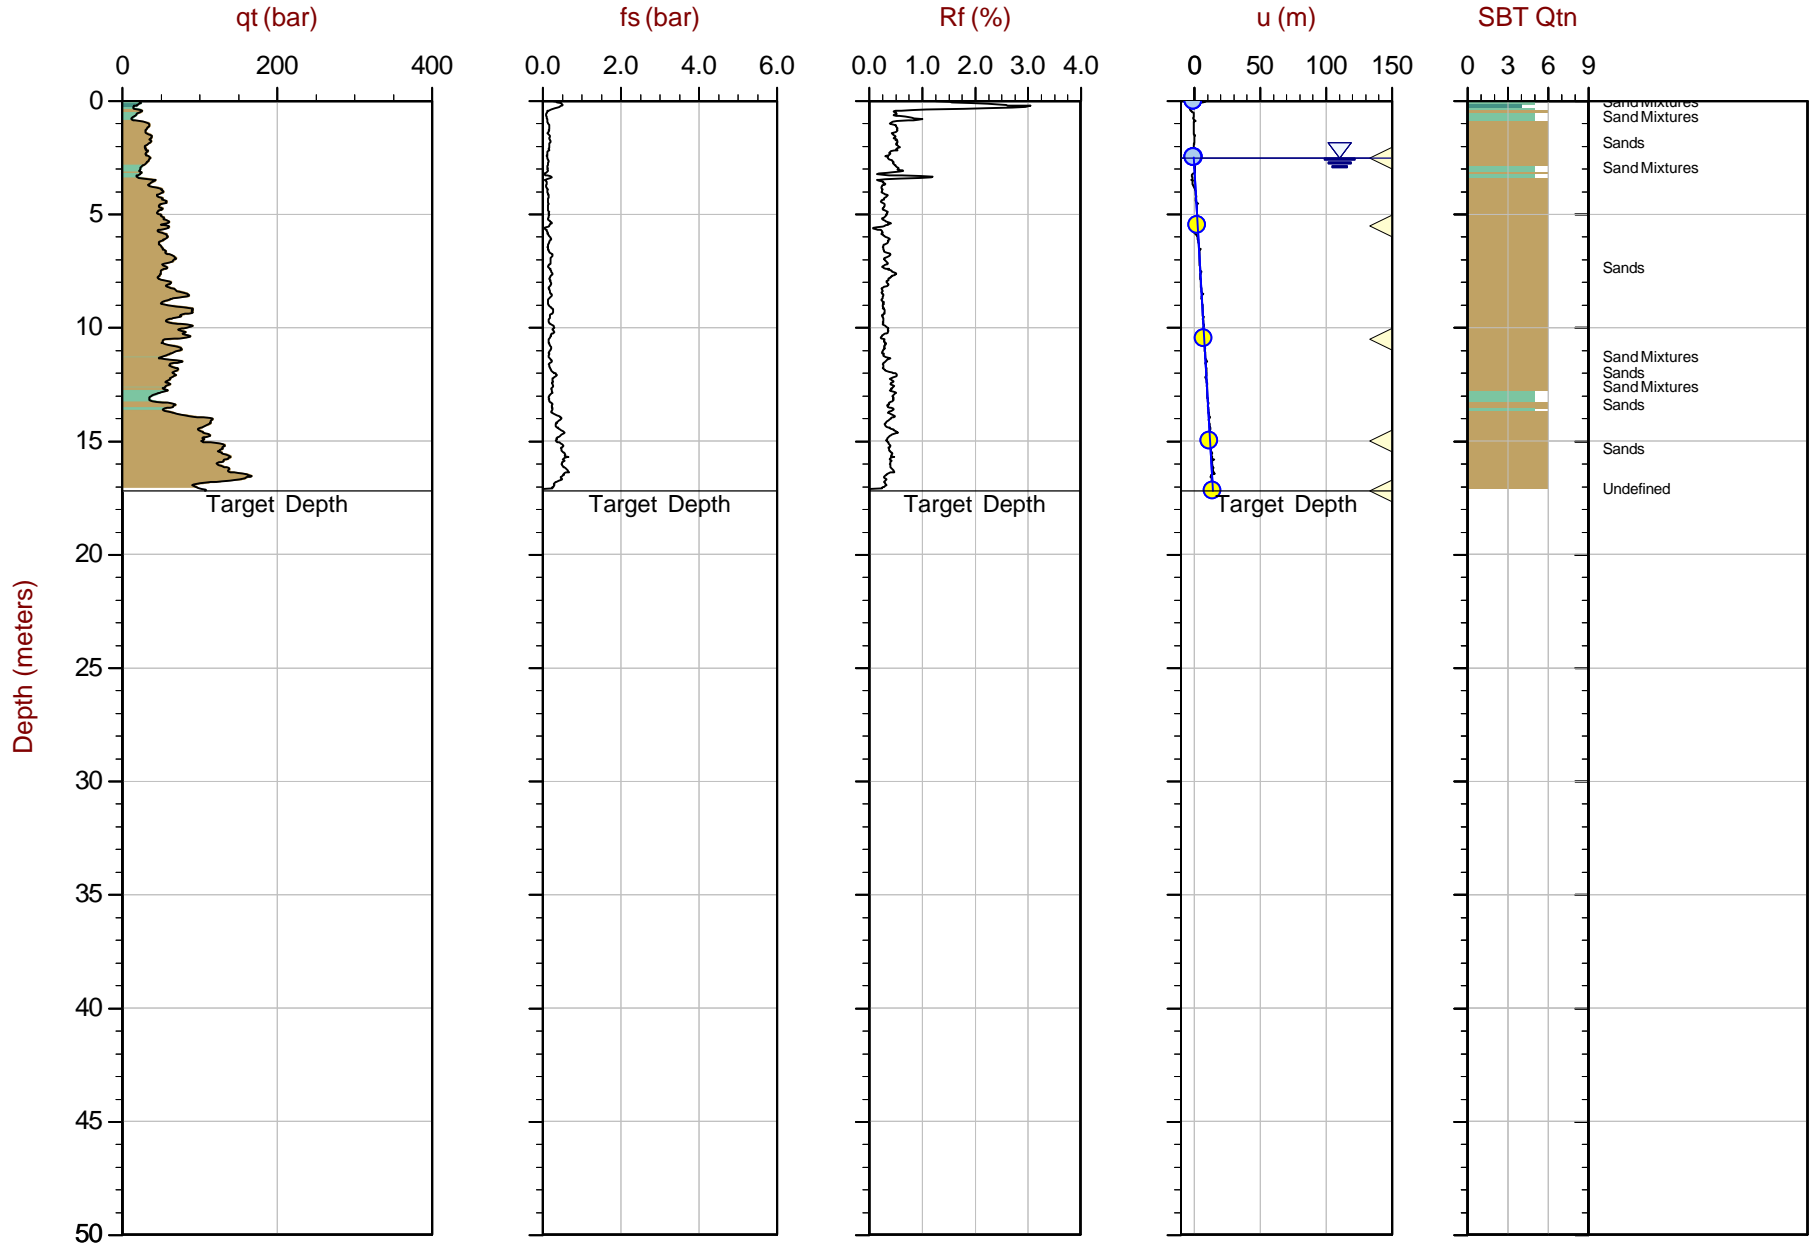 qt (bar) fs (bar) Rf (%) u (m) SBT Qtn
0 200 400 0.0 2.0 4.0 6.0 0.0 1.0 2.0 3.0 4.0 0 50 100 150 0 3 6 9
0
Sand Mixtures
Sand Mixtures
Sands
Sand Mixtures
5
Sands
10
Sand Mixtures
Sands
Sand Mixtures
Sands
15
Sands
Undefined
Target Depth Target Depth Target Depth Target Depth
20
25
Depth (meters)
30
35
40
45
50